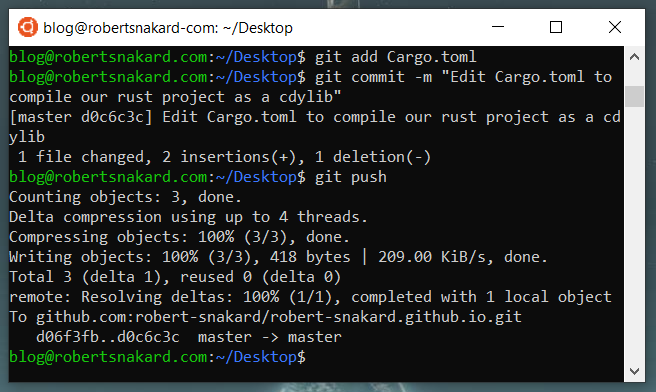 blog@robertsnakard-com: ~/Desktop
blog@robertsnakard.com:~/Desktop$ git add Cargo.toml
blog@robertsnakard.com:~/Desktop$ git commit -m "Edit Cargo.toml to
compile our rust project as a cdylib"
[master d0c6c3c] Edit Cargo.toml to compile our rust project as a cd
ylib
 1 file changed, 2 insertions(+), 1 deletion(-)
blog@robertsnakard.com:~/Desktop$ git push
Counting objects: 3, done.
Delta compression using up to 4 threads.
Compressing objects: 100% (3/3), done.
Writing objects: 100% (3/3), 418 bytes | 209.00 KiB/s, done.
Total 3 (delta 1), reused 0 (delta 0)
remote: Resolving deltas: 100% (1/1), completed with 1 local object
To github.com:robert-snakard/robert-snakard.github.io.git
   d06f3fb..d0c6c3c  master -> master
blog@robertsnakard.com:~/Desktop$